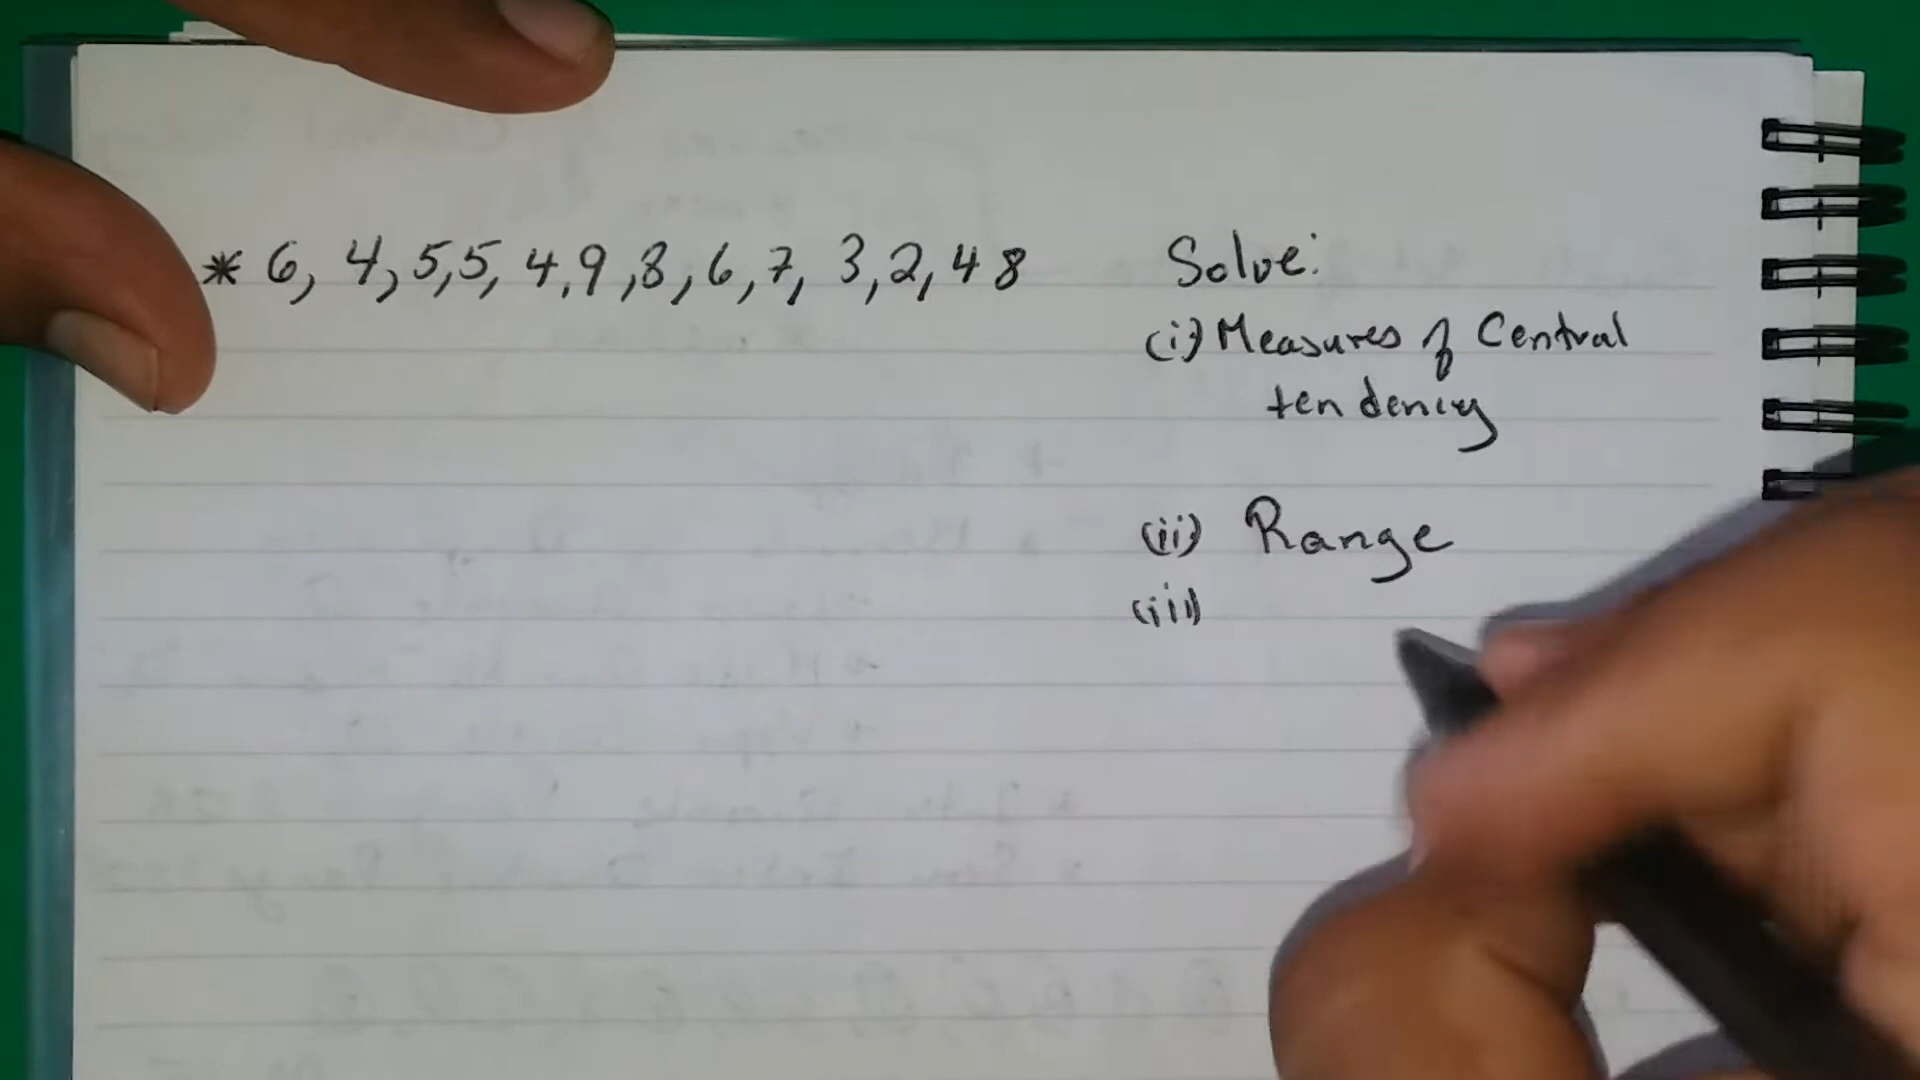 * 6, 4, 5, 5, 4, 9, 8, 6, 7, 3, 2, 4 8
Solve:
(i) Measures of Central
tendency
(ii) Range
(iii)